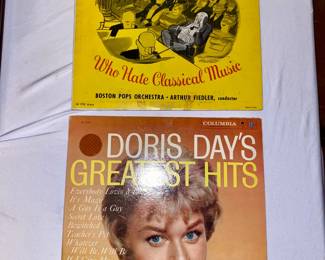 Who Hate Classical Music
BOSTON POPS ORCHESTRA - ARTHUR FIEDLER, conductor
COLUMBIA
DORIS DAY'S
GREATEST HITS
Everybody Loves
It's Magic
A Guy Is a Guy
Secret Love
Bewitched
Teacher's Pet
Whatever
Will Be, Will Be